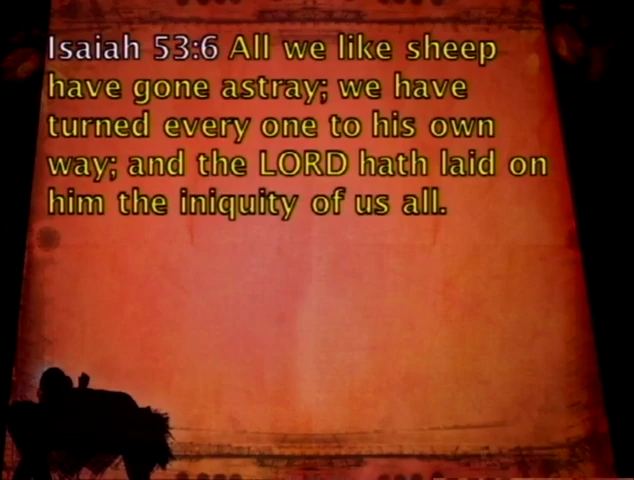 Isaiah 53:6 All we like sheep
have gone astray; we have
turned every one to his own
way; and the LORD hath laid on
him the iniquity of us all.